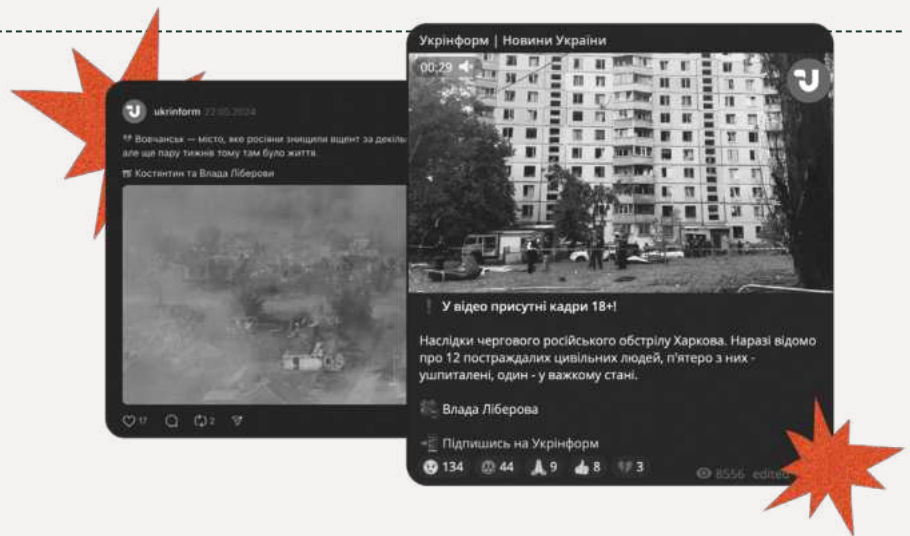 ukrinform 22.05.2024
Вовчанськ — місто, яке росіяни знищили вщент за декіль
але ще пару тижнів тому там було життя.
Костянтин та Влада Ліберови
17 2
Укрінформ | Новини України
00:29
У відео присутні кадри 18+!
Наслідки чергового російського обстрілу Харкова. Наразі відомо
про 12 постраждалих цивільних людей, п'ятеро з них -
ушпиталені, один - у важкому стані.
Влада Ліберова
Підпишись на Укрінформ
134 44 9 8 3
8556 edited